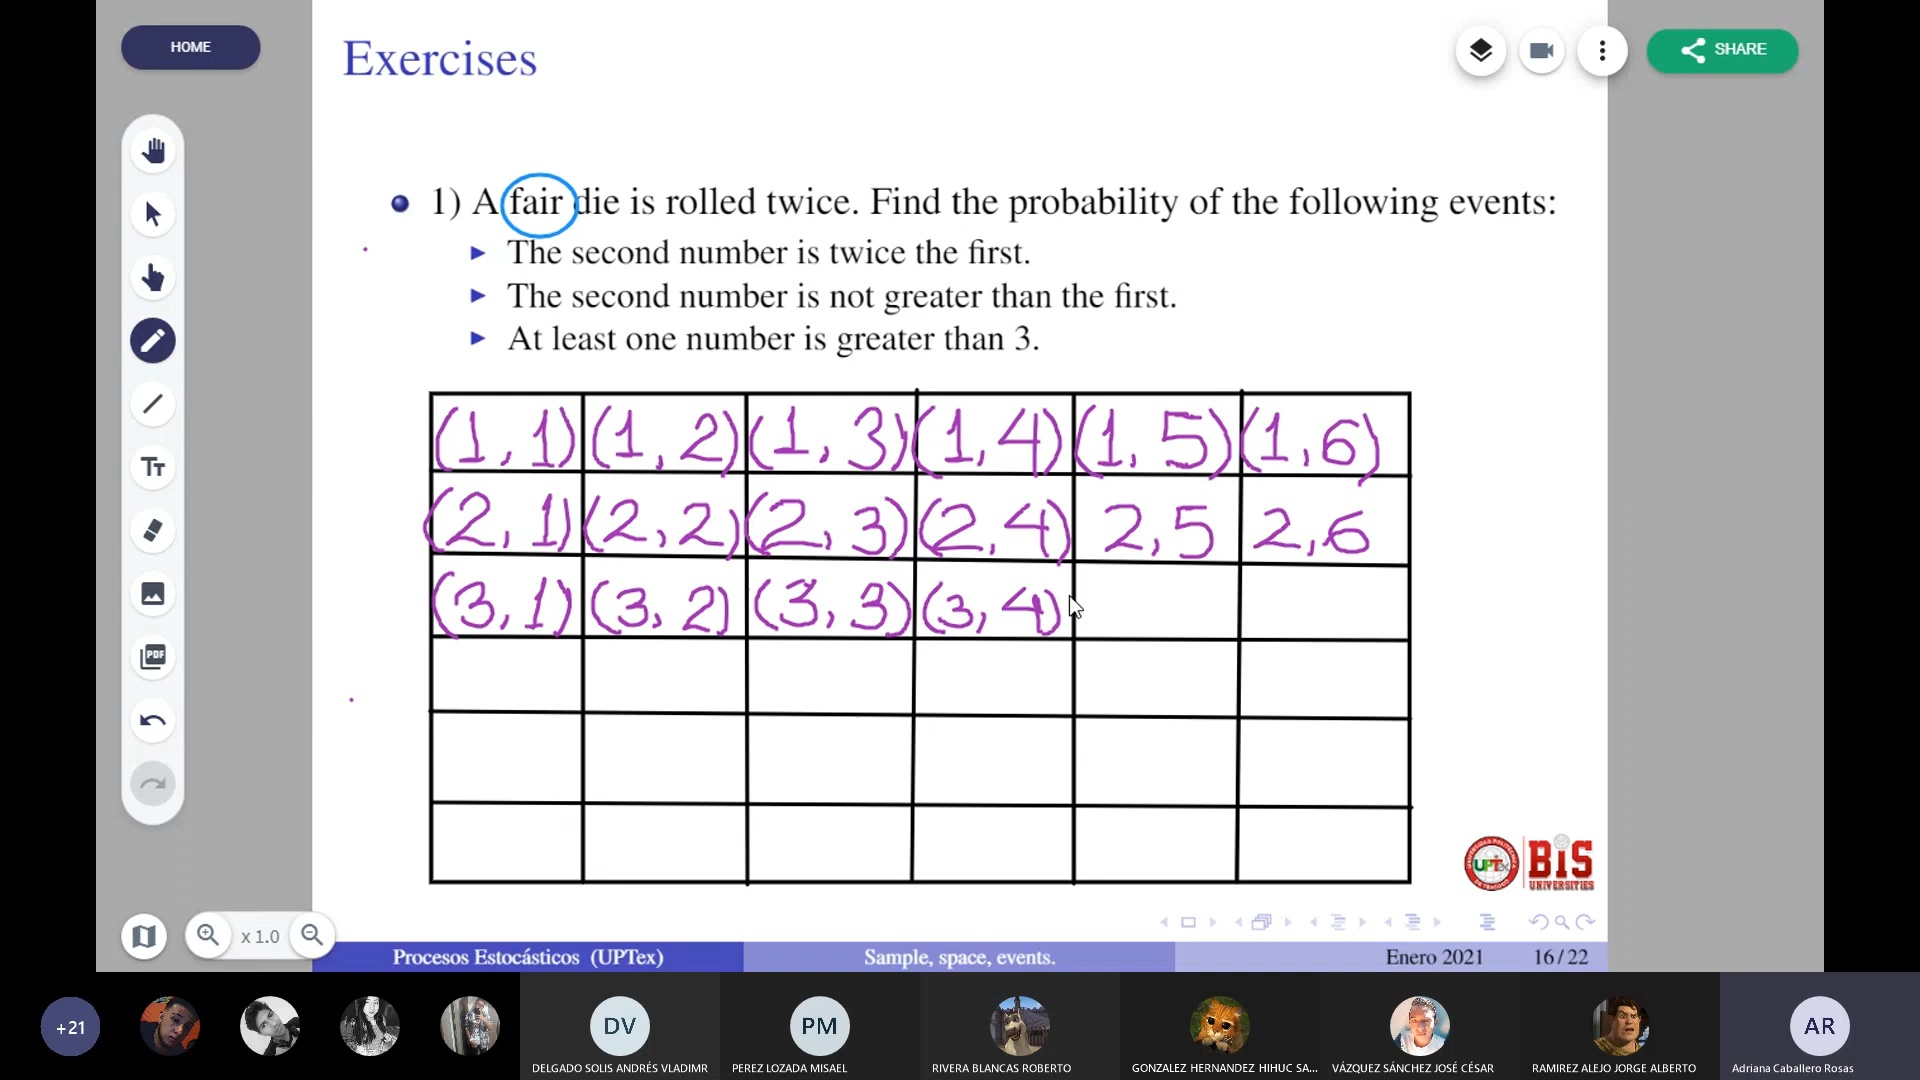 HOME
Exercises
SHARE
1) A fair die is rolled twice. Find the probability of the following events:
The second number is twice the first.
The second number is not greater than the first.
At least one number is greater than 3.
(1, 1) (1, 2) (1, 3) (1, 4) (1, 5) (1, 6)
(2, 1) (2, 2) (2, 3) (2, 4) 2, 5 2, 6
(3, 1) (3, 2) (3, 3) (3, 4)
Tт
PDF
UPTex BIS
UNIVERSITIES
x 1.0
Procesos Estocásticos (UPTex) Sample, space, events. Enero 2021 16 / 22
+21 DV PM AR
DELGADO SOLIS ANDRÉS VLADIMR PEREZ LOZADA MISAEL RIVERA BLANCAS ROBERTO GONZALEZ HERNANDEZ HIHUC SA... VÁZQUEZ SÁNCHEZ JOSÉ CÉSAR RAMIREZ ALEJO JORGE ALBERTO Adriana Caballero Rosas